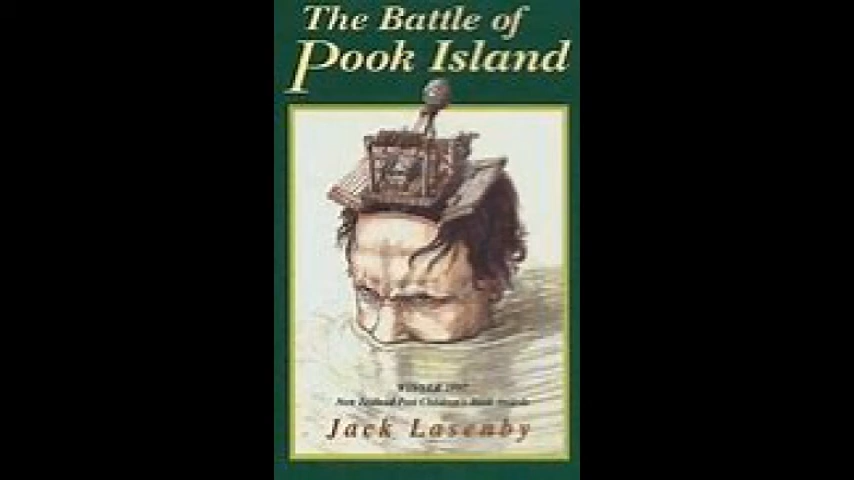 The Battle of
Pook Island
WINNER 1997
New Zealand Post Children's Book Awards
Jack Lasenby